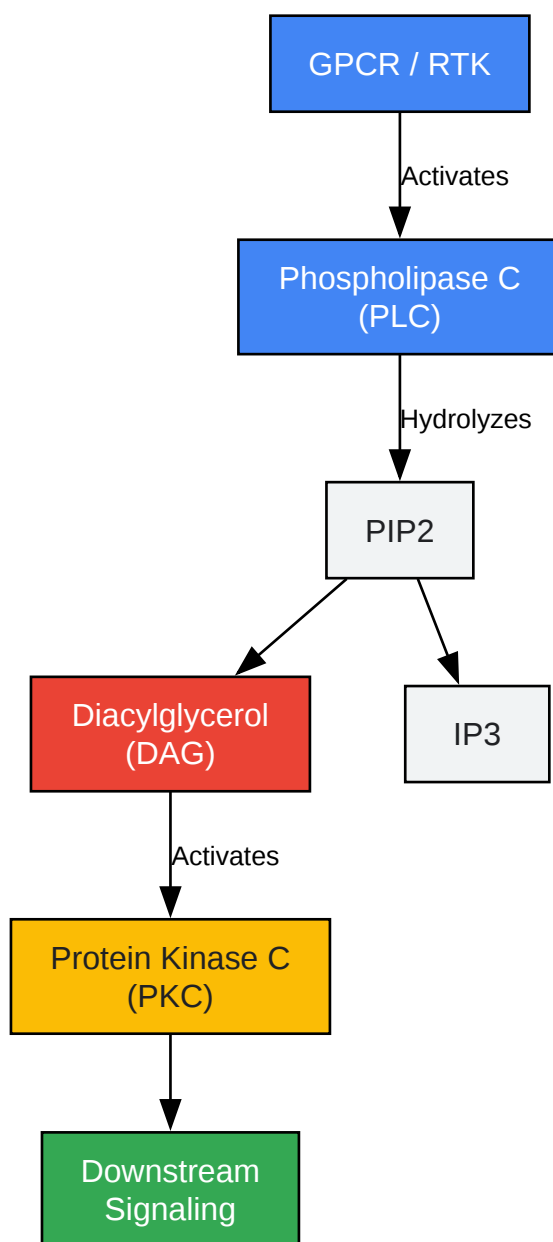 GPCR / RTK
Activates
Phospholipase C
(PLC)
Hydrolyzes
PIP2
Diacylglycerol
(DAG)
IP3
Activates
Protein Kinase C
(PKC)
Downstream
Signaling